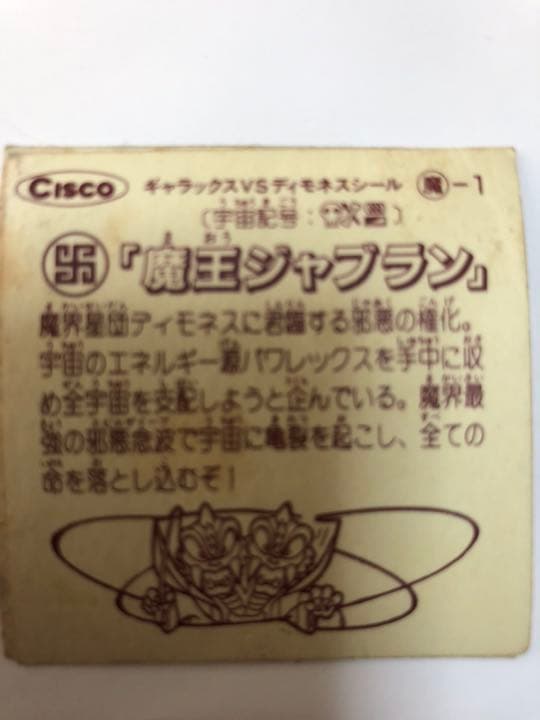 CISCO ギャラックスVSディモネスシール 魔-1
(宇宙記号: )
卐『魔王ジャブラン』
魔界星団ディモネスに君臨する邪悪の権化。
宇宙のエネルギー源パワレックスを手中に収
め全宇宙を支配しようと企んでいる。魔界最
強の邪悪念波で宇宙に亀裂を起こし、全ての
命を落とし込むぞ!